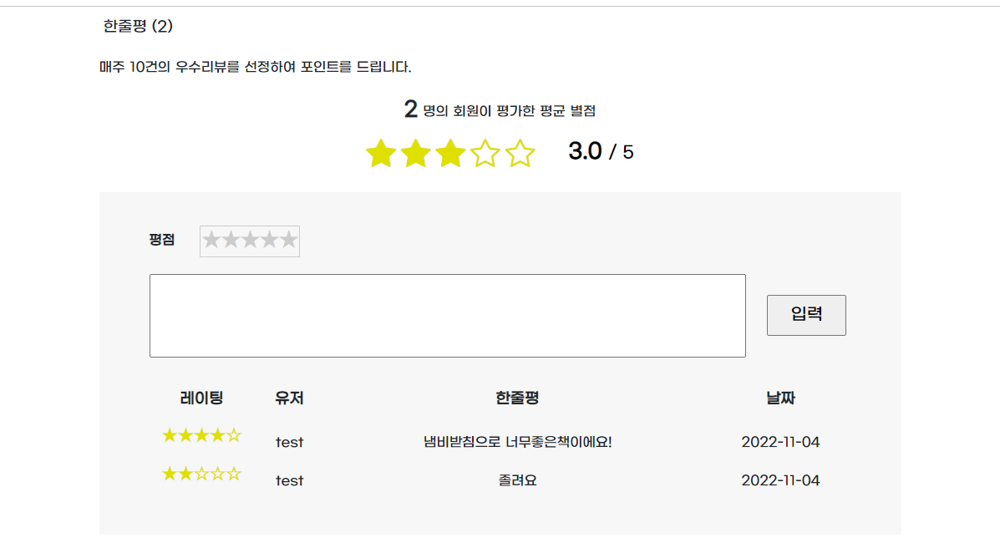 한줄평 (2)
매주 10건의 우수리뷰를 선정하여 포인트를 드립니다.
2 명의 회원이 평가한 평균 별점
★★★☆☆ 3.0 / 5
평점 ★★★★★
입력
레이팅 유저 한줄평 날짜
★★★★☆ test 냄비받침으로 너무좋은책이에요! 2022-11-04
★★☆☆☆ test 졸려요 2022-11-04